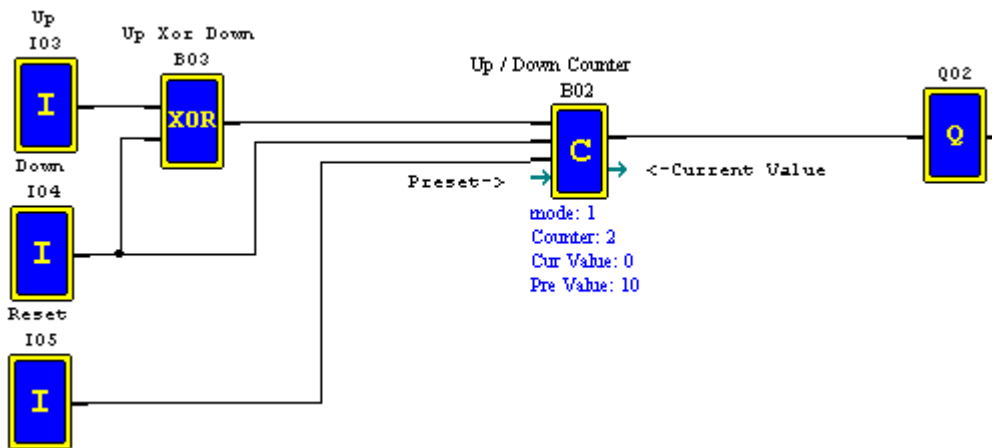 Up
I03
I
Up Xor Down
B03
XOR
Up / Down Counter
B02
C
Q02
Q
Down
I04
I
Preset->
<-Current Value
mode: 1
Counter: 2
Cur Value: 0
Pre Value: 10
Reset
I05
I